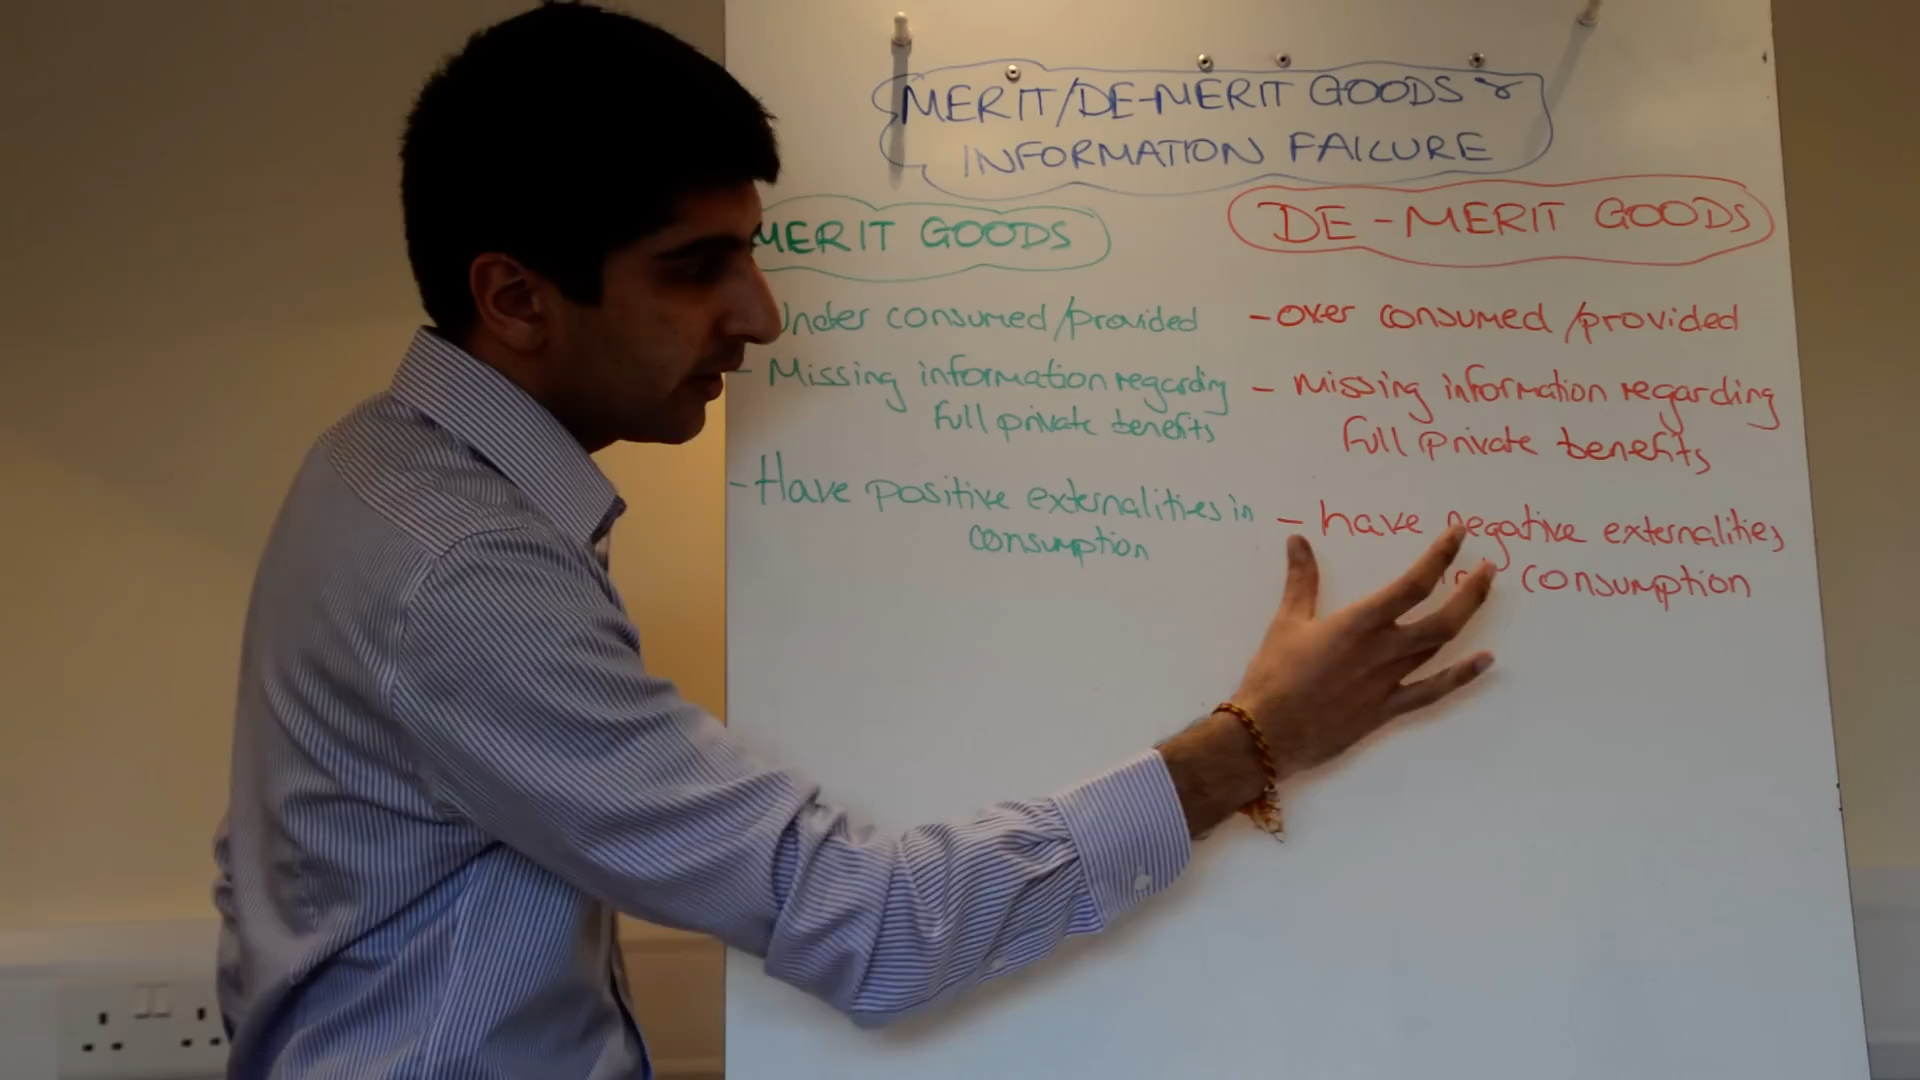 MERIT/DE-MERIT GOODS &
INFORMATION FAILURE
MERIT GOODS
Under consumed/provided
- Missing information regarding
full private benefits
- Have positive externalities in
consumption
DE-MERIT GOODS
- over consumed/provided
- missing information regarding
full private benefits
- have negative externalities
in consumption